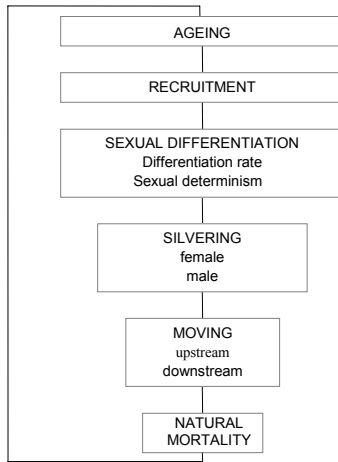 AGEING
RECRUITMENT
SEXUAL DIFFERENTIATION
Differentiation rate
Sexual determinism
SILVERING
female
male
MOVING
upstream
downstream
NATURAL
MORTALITY